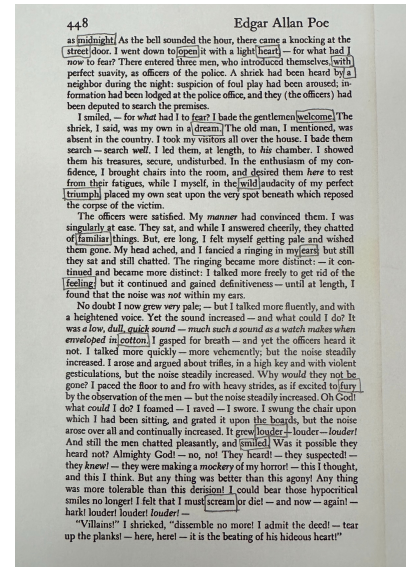 448 Edgar Allan Poe
as midnight. As the bell sounded the hour, there came a knocking at the
street door. I went down to open it with a light heart, — for what had I
now to fear? There entered three men, who introduced themselves, with
perfect suavity, as officers of the police. A shriek had been heard by a
neighbor during the night: suspicion of foul play had been aroused; in-
formation had been lodged at the police office, and they (the officers) had
been deputed to search the premises.
I smiled, — for what had I to fear? I bade the gentlemen welcome. The
shriek, I said, was my own in a dream. The old man, I mentioned, was
absent in the country. I took my visitors all over the house. I bade them
search — search well. I led them, at length, to his chamber. I showed
them his treasures, secure, undisturbed. In the enthusiasm of my con-
fidence, I brought chairs into the room, and desired them here to rest
from their fatigues, while I myself, in the wild audacity of my perfect
triumph, placed my own seat upon the very spot beneath which reposed
the corpse of the victim.
The officers were satisfied. My manner had convinced them. I was
singularly at ease. They sat, and while I answered cheerily, they chatted
of familiar things. But, ere long, I felt myself getting pale and wished
them gone. My head ached, and I fancied a ringing in my ears: but still
they sat and still chatted. The ringing became more distinct: — it con-
tinued and became more distinct: I talked more freely to get rid of the
feeling: but it continued and gained definitiveness — until at length, I
found that the noise was not within my ears.
No doubt I now grew very pale; — but I talked more fluently, and with
a heightened voice. Yet the sound increased — and what could I do? It
was a low, dull, quick sound — much such a sound as a watch makes when
enveloped in cotton. I gasped for breath — and yet the officers heard it
not. I talked more quickly — more vehemently; but the noise steadily
increased. I arose and argued about trifles, in a high key and with violent
gesticulations, but the noise steadily increased. Why would they not be
gone? I paced the floor to and fro with heavy strides, as if excited to fury
by the observation of the men — but the noise steadily increased. Oh God!
what could I do? I foamed — I raved — I swore. I swung the chair upon
which I had been sitting, and grated it upon the boards, but the noise
arose over all and continually increased. It grew louder — louder — louder!
And still the men chatted pleasantly, and smiled. Was it possible they
heard not? Almighty God! — no, no! They heard! — they suspected! —
they knew! — they were making a mockery of my horror! — this I thought,
and this I think. But any thing was better than this agony! Any thing
was more tolerable than this derision! I could bear those hypocritical
smiles no longer! I felt that I must scream or die! — and now — again! —
hark! louder! louder! louder! —
"Villains!" I shrieked, "dissemble no more! I admit the deed! — tear
up the planks! — here, here! — it is the beating of his hideous heart!"